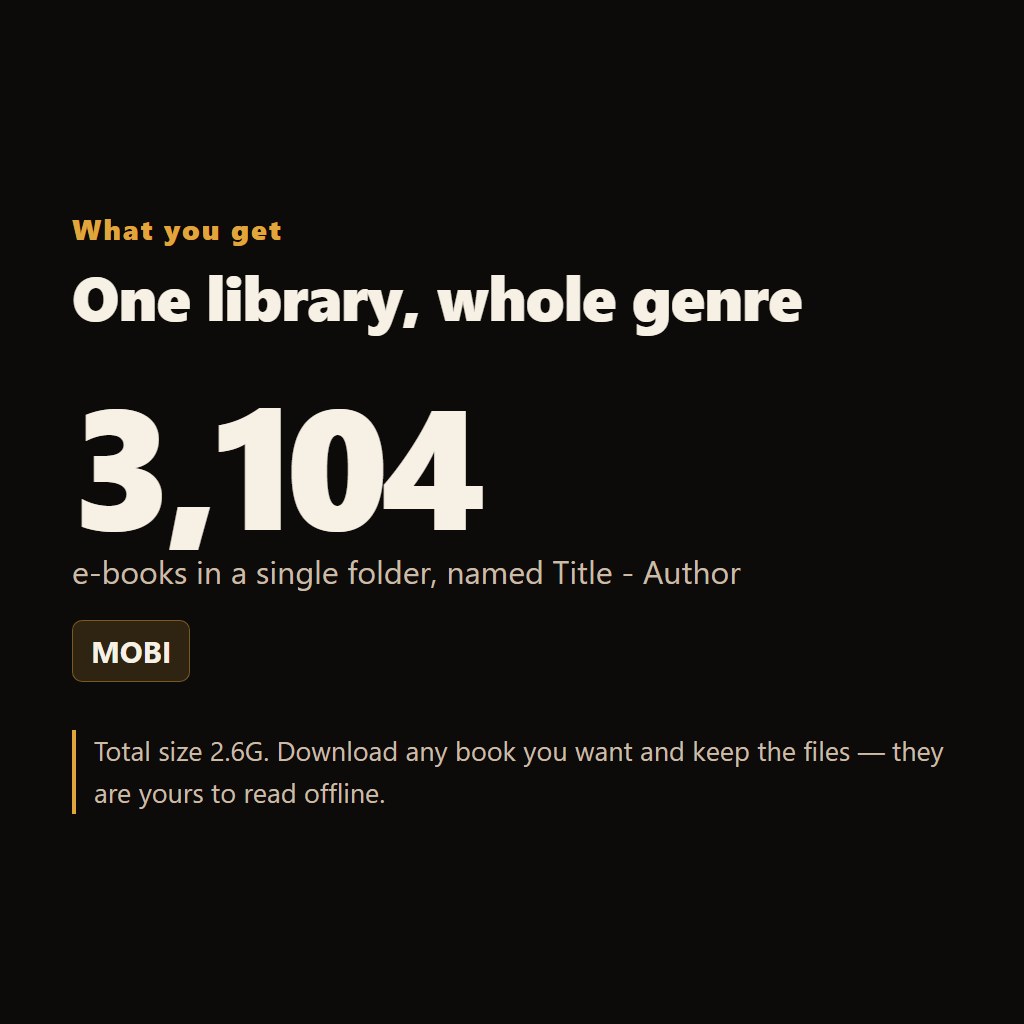 What you get
One library, whole genre
3,104
e-books in a single folder, named Title - Author
MOBI
Total size 2.6G. Download any book you want and keep the files — they
are yours to read offline.